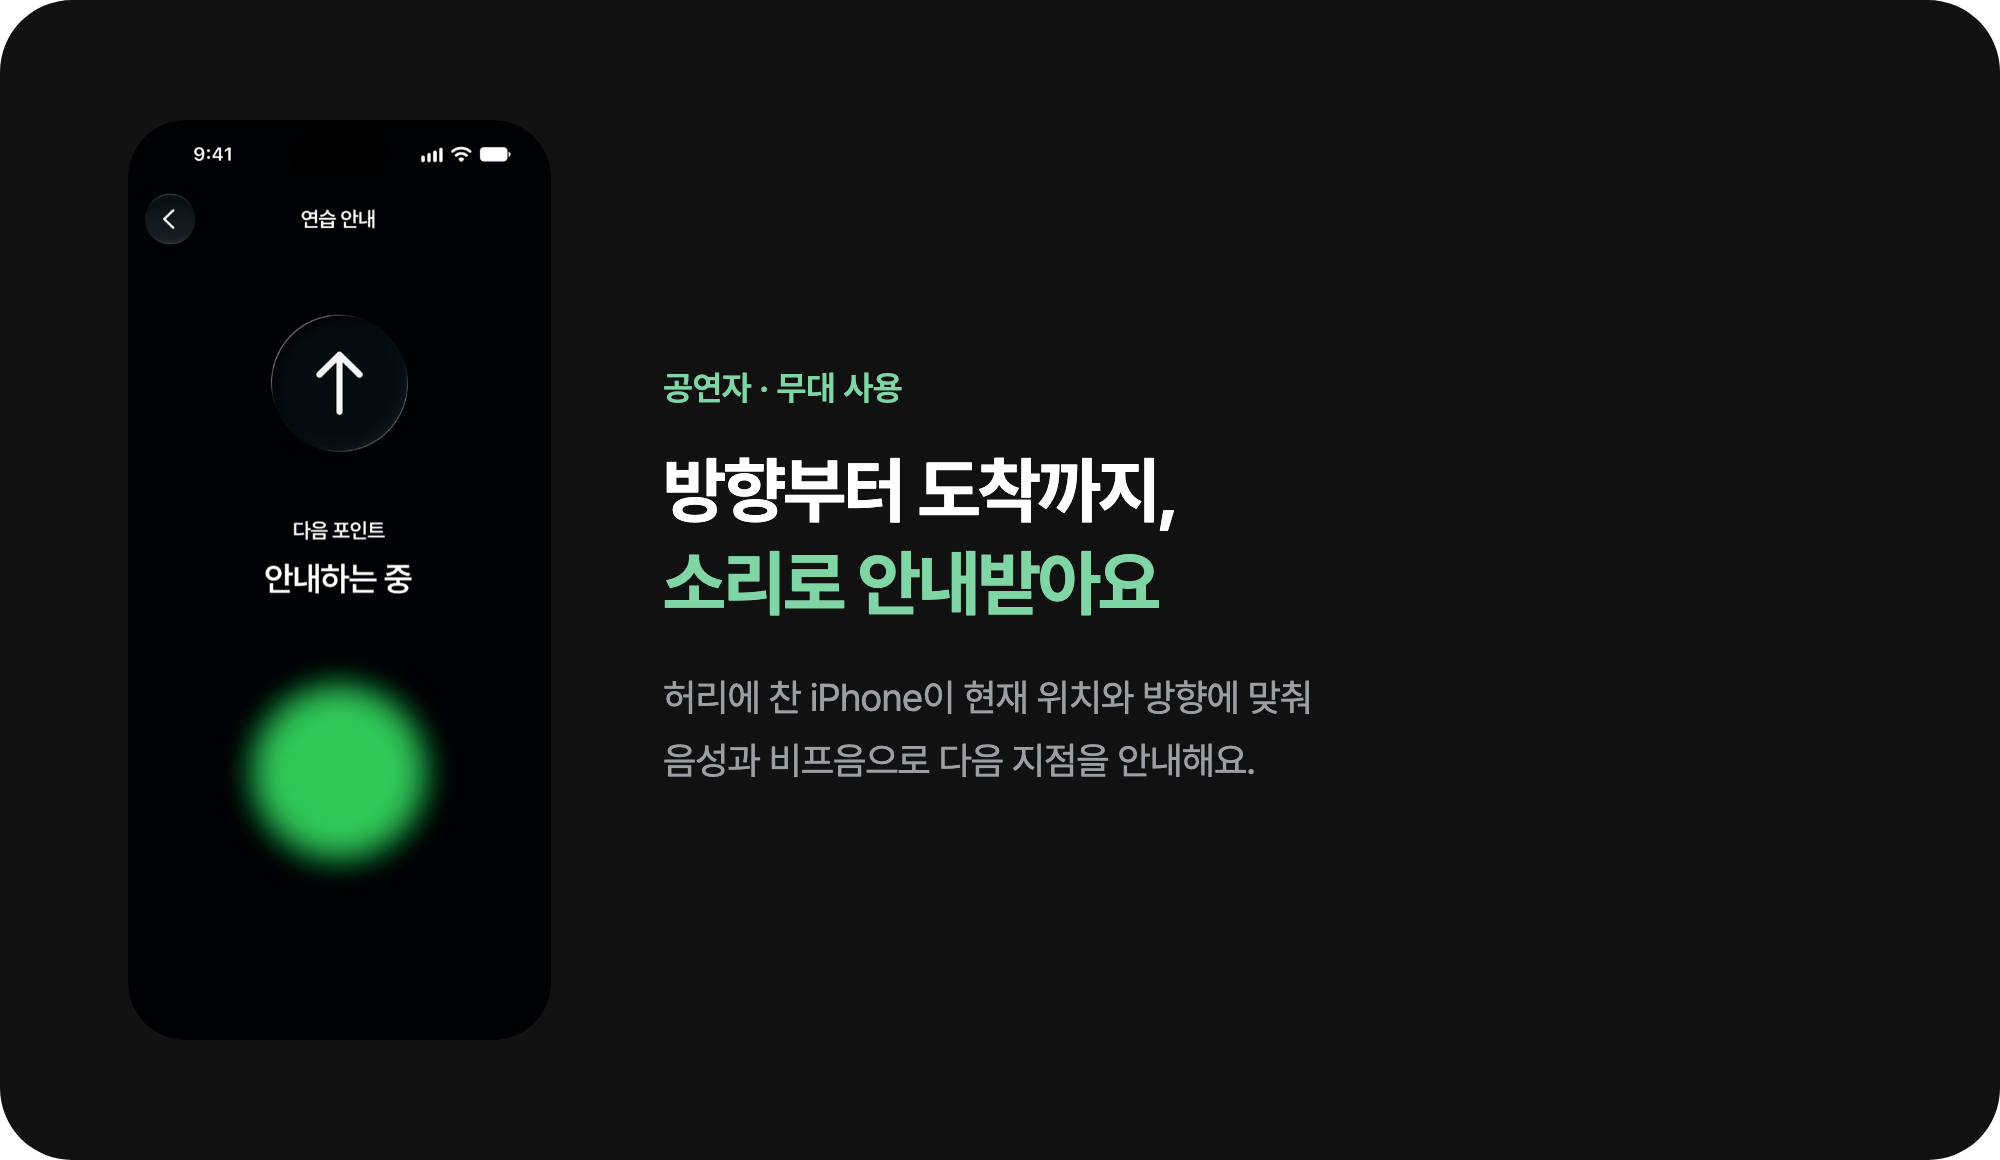 9:41
연습 안내
다음 포인트
안내하는 중
공연자 · 무대 사용
방향부터 도착까지,
소리로 안내받아요
허리에 찬 iPhone이 현재 위치와 방향에 맞춰
음성과 비프음으로 다음 지점을 안내해요.